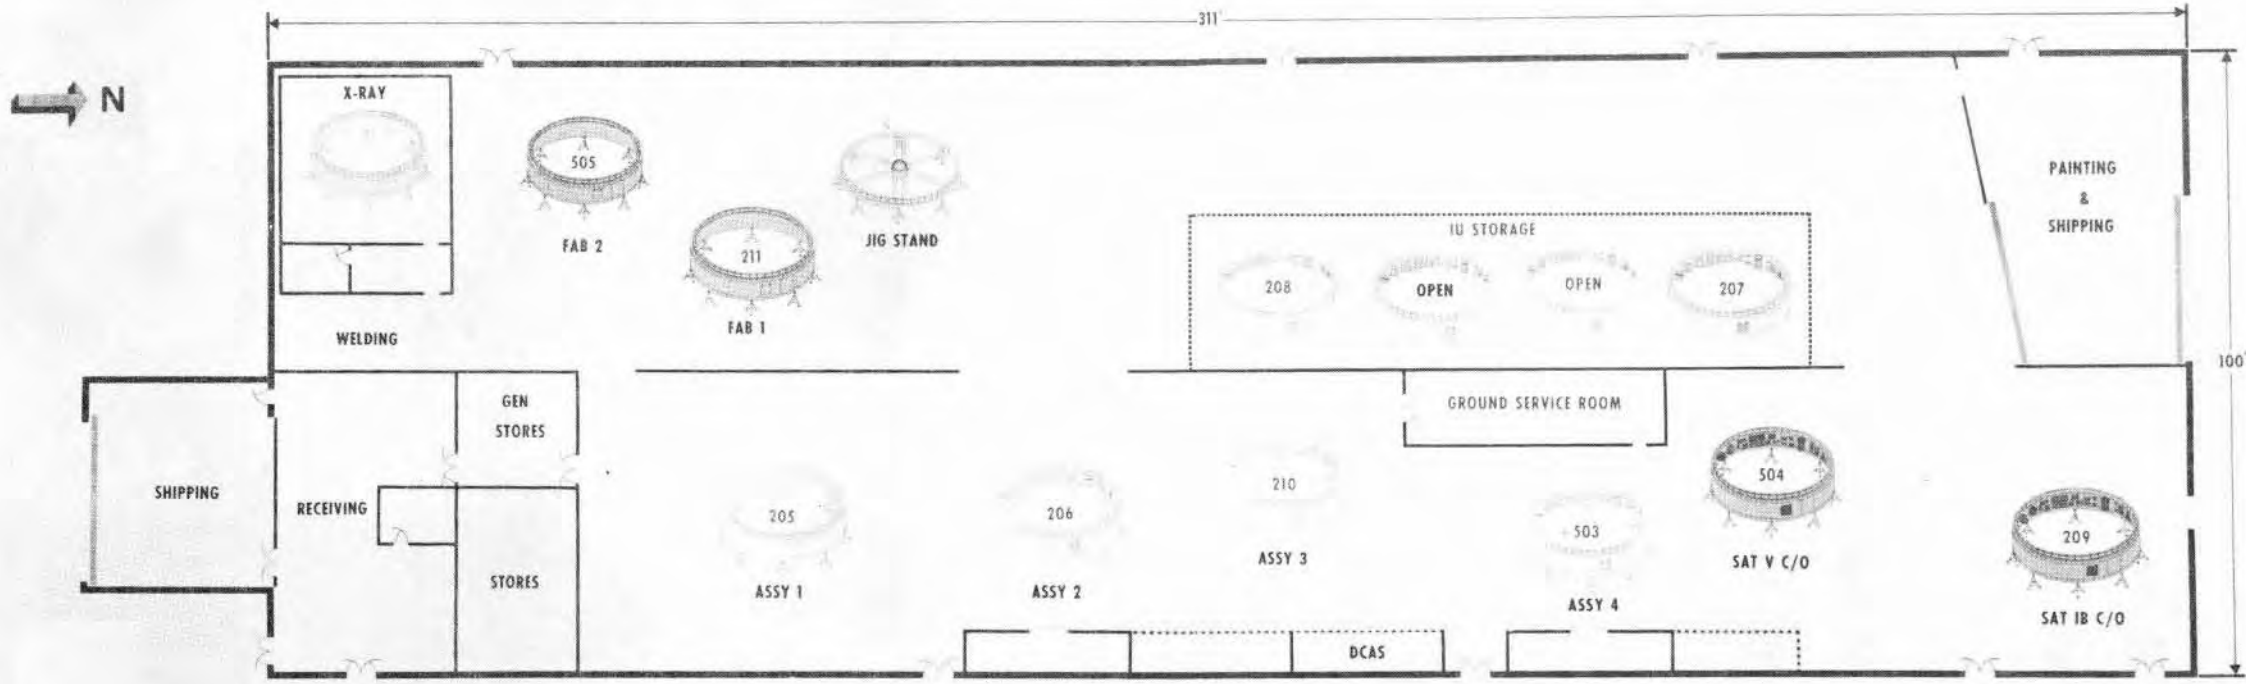 311'
N
X-RAY
505
FAB 2
211
FAB 1
JIG STAND
PAINTING
&
SHIPPING
IU STORAGE
208
OPEN
OPEN
207
WELDING
100'
GEN
STORES
GROUND SERVICE ROOM
SHIPPING
RECEIVING
STORES
205
ASSY 1
206
ASSY 2
210
ASSY 3
503
ASSY 4
504
SAT V C/O
209
SAT IB C/O
DCAS